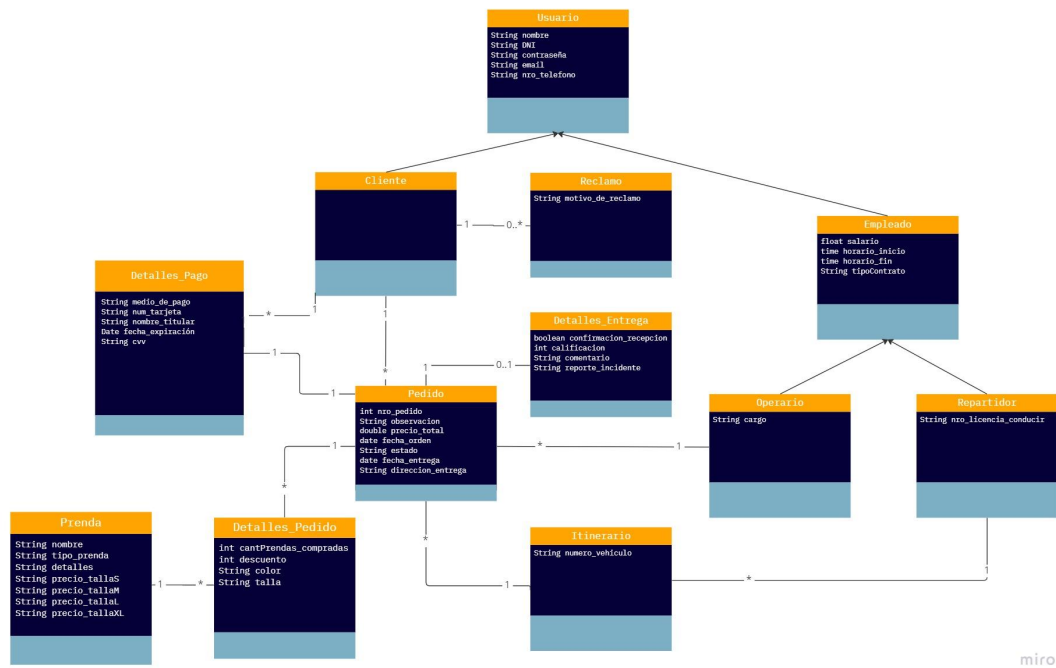 Usuario
String nombre
String DNI
String contraseña
String email
String nro_telefono
Cliente
Reclamo
String motivo_de_reclamo
1
0..*
Empleado
float salario
time horario_inicio
time horario_fin
String tipoContrato
Detalles_Pago
String medio_de_pago
String num_tarjeta
String nombre_titular
Date fecha_expiración
String cvv
*
1
1
*
1
1
Detalles_Entrega
boolean confirmacion_recepcion
int calificacion
String comentario
String reporte_incidente
1
0..1
Pedido
int nro_pedido
String observacion
double precio_total
date fecha_orden
String estado
date fecha_entrega
String direccion_entrega
Operario
String cargo
Repartidor
String nro_licencia_conducir
*
1
1
*
Prenda
String nombre
String tipo_prenda
String detalles
String precio_tallaS
String precio_tallaM
String precio_tallaL
String precio_tallaXL
1
*
Detalles_Pedido
int cantPrendas_compradas
int descuento
String color
String talla
*
1
Itinerario
String numero_vehiculo
*
1
miro